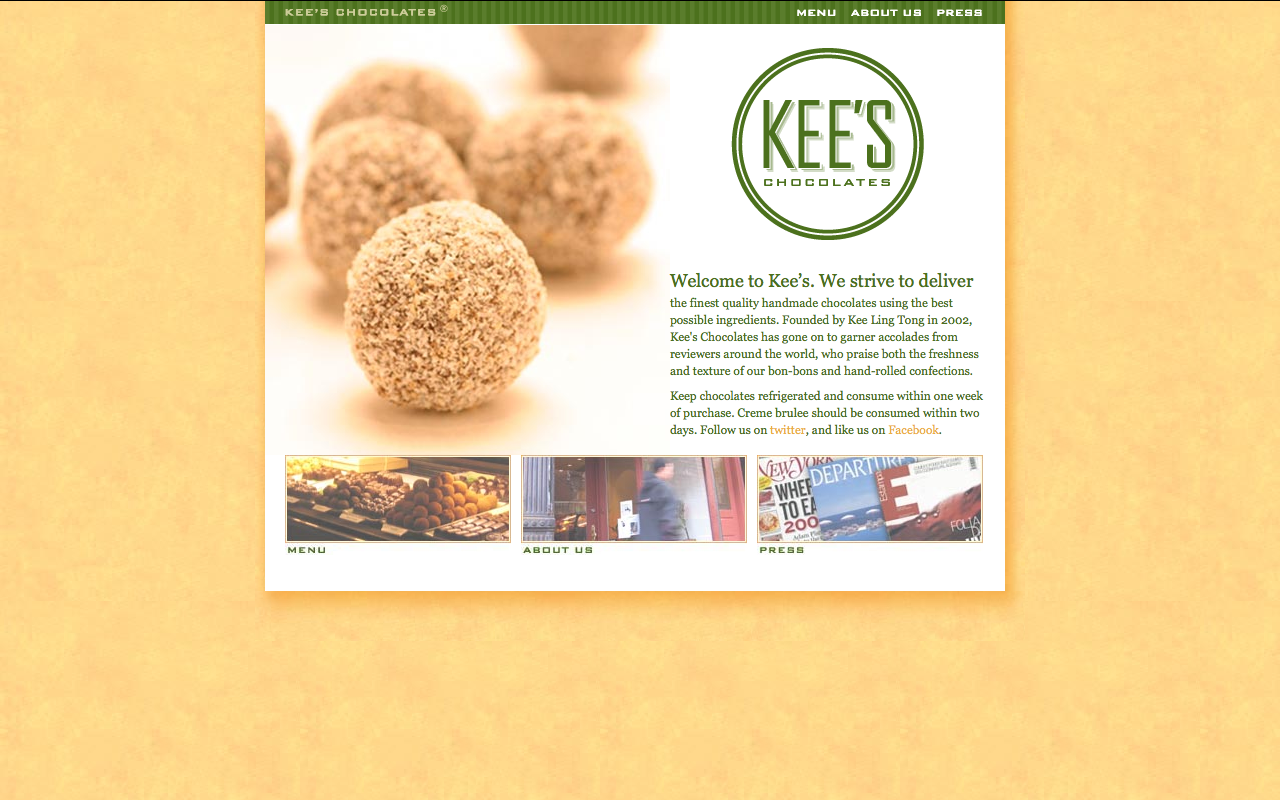 KEE'S CHOCOLATES®
MENU ABOUT US PRESS
KEE'S
CHOCOLATES
Welcome to Kee's. We strive to deliver
the finest quality handmade chocolates using the best
possible ingredients. Founded by Kee Ling Tong in 2002,
Kee's Chocolates has gone on to garner accolades from
reviewers around the world, who praise both the freshness
and texture of our bon-bons and hand-rolled confections.
Keep chocolates refrigerated and consume within one week
of purchase. Creme brulee should be consumed within two
days. Follow us on twitter, and like us on Facebook.
NEW YORK
WHER
TO EA
200
DEPARTURES
Estampa
E
FOLIA
MENU
ABOUT US
PRESS